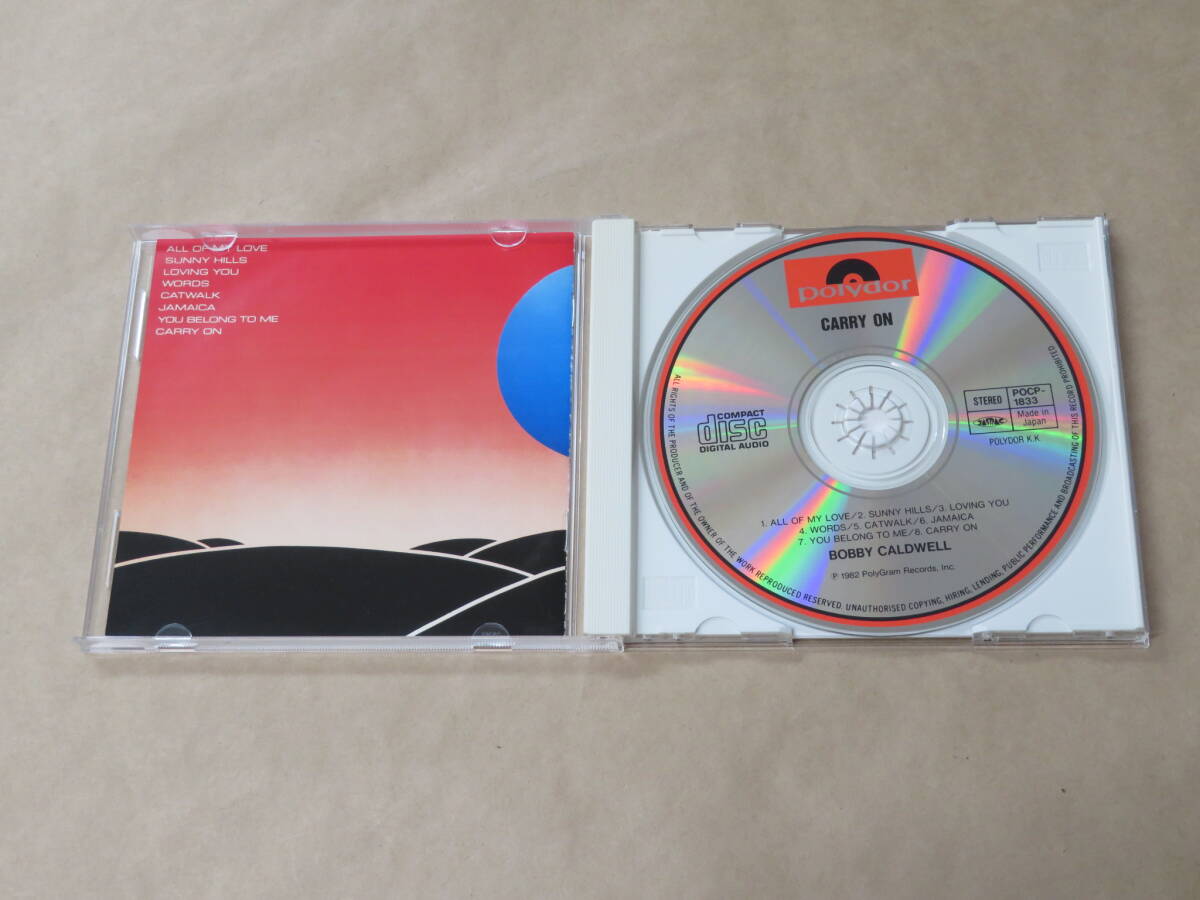 ALL OF MY LOVE
SUNNY HILLS
LOVING YOU
WORDS
CATWALK
JAMAICA
YOU BELONG TO ME
CARRY ON
polydor
CARRY ON
COMPACT
disc
DIGITAL AUDIO
STEREO
POCP-
1833
JASRAC
Made in
Japan
POLYDOR K.K
1. ALL OF MY LOVE/2. SUNNY HILLS/3. LOVING YOU
4. WORDS/5. CATWALK/6. JAMAICA
7. YOU BELONG TO ME/8. CARRY ON
BOBBY CALDWELL
℗ 1982 PolyGram Records, Inc.
ALL RIGHTS OF THE PRODUCER AND OF THE OWNER OF THE WORK REPRODUCED RESERVED. UNAUTHORISED COPYING, HIRING, LENDING, PUBLIC PERFORMANCE AND BROADCASTING OF THIS RECORD PROHIBITED